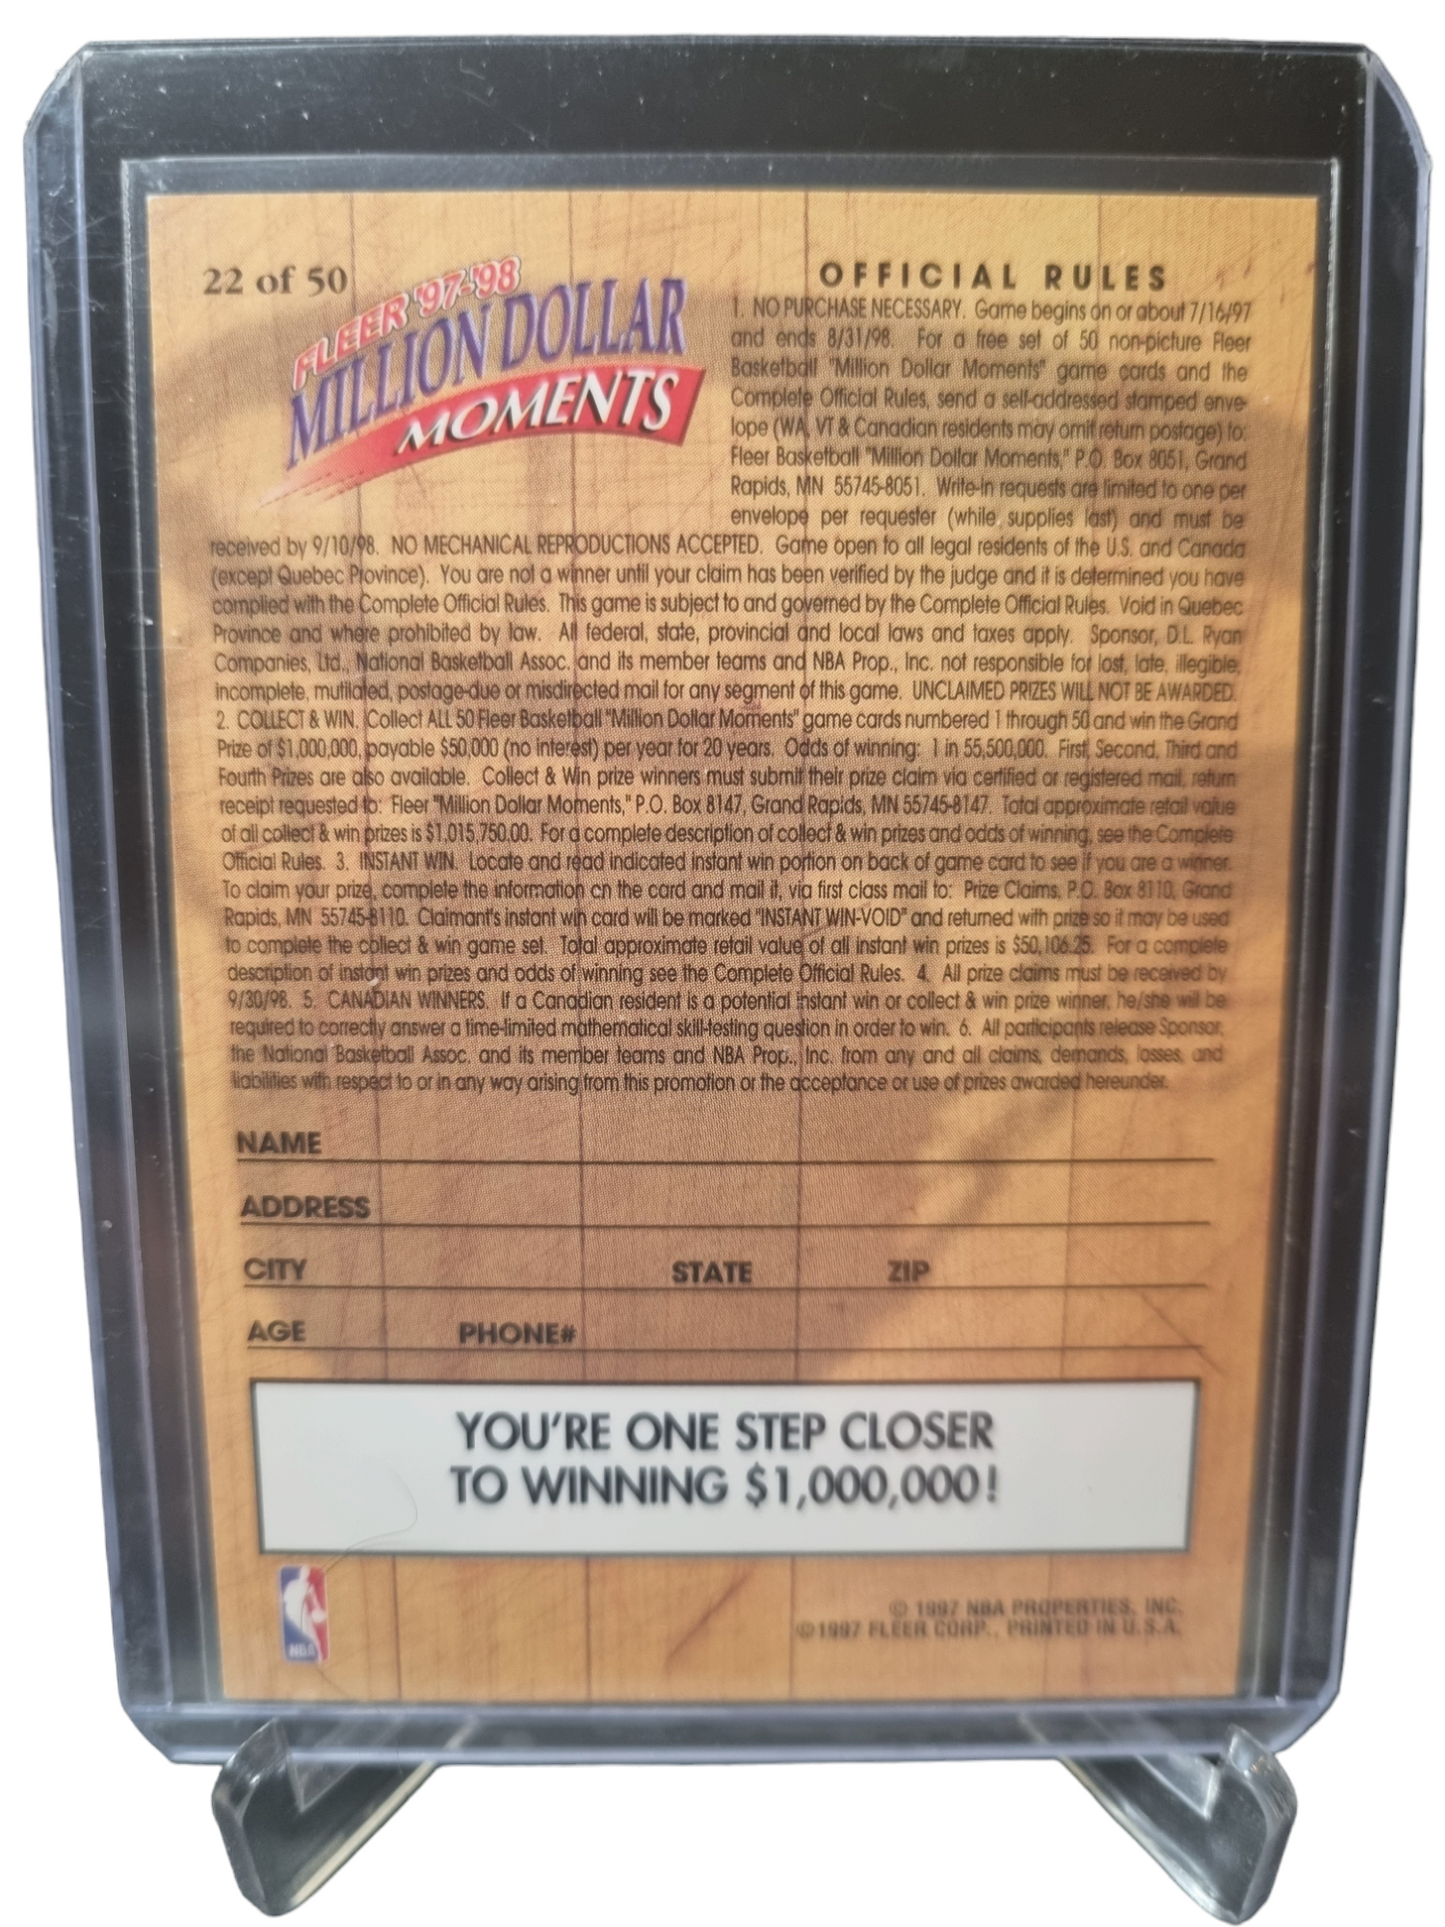 22 of 50
FLEER '97-'98
MILLION DOLLAR
MOMENTS
OFFICIAL RULES
1. NO PURCHASE NECESSARY. Game begins on or about 7/16/97
and ends 8/31/98. For a free set of 50 non-picture Fleer
Basketball "Million Dollar Moments" game cards and the
Complete Official Rules, send a self-addressed stamped enve-
lope (WA, VT & Canadian residents may omit return postage) to:
Fleer Basketball "Million Dollar Moments," P.O. Box 8051, Grand
Rapids, MN 55745-8051. Write-in requests are limited to one per
envelope per requester (while supplies last) and must be
received by 9/10/98. NO MECHANICAL REPRODUCTIONS ACCEPTED. Game open to all legal residents of the U.S. and Canada
(except Quebec Province). You are not a winner until your claim has been verified by the judge and it is determined you have
complied with the Complete Official Rules. This game is subject to and governed by the Complete Official Rules. Void in Quebec
Province and where prohibited by law. All federal, state, provincial and local laws and taxes apply. Sponsor, D.L. Ryan
Companies, Ltd., National Basketball Assoc. and its member teams and NBA Prop., Inc. not responsible for lost, late, illegible,
incomplete, mutilated, postage-due or misdirected mail for any segment of this game. UNCLAIMED PRIZES WILL NOT BE AWARDED.
2. COLLECT & WIN. Collect ALL 50 Fleer Basketball "Million Dollar Moments" game cards numbered 1 through 50 and win the Grand
Prize of $1,000,000, payable $50,000 (no interest) per year for 20 years. Odds of winning: 1 in 55,500,000. First, Second, Third and
Fourth Prizes are also available. Collect & Win prize winners must submit their prize claim via certified or registered mail, return
receipt requested to: Fleer "Million Dollar Moments," P.O. Box 8147, Grand Rapids, MN 55745-8147. Total approximate retail value
of all collect & win prizes is $1,015,750.00. For a complete description of collect & win prizes and odds of winning, see the Complete
Official Rules. 3. INSTANT WIN. Locate and read indicated instant win portion on back of game card to see if you are a winner.
To claim your prize, complete the information on the card and mail it, via first class mail to: Prize Claims, P.O. Box 8110, Grand
Rapids, MN 55745-8110. Claimant's instant win card will be marked "INSTANT WIN-VOID" and returned with prize so it may be used
to complete the collect & win game set. Total approximate retail value of all instant win prizes is $50,106.25. For a complete
description of instant win prizes and odds of winning see the Complete Official Rules. 4. All prize claims must be received by
9/30/98. 5. CANADIAN WINNERS. If a Canadian resident is a potential instant win or collect & win prize winner, he/she will be
required to correctly answer a time-limited mathematical skill-testing question in order to win. 6. All participants release Sponsor,
the National Basketball Assoc. and its member teams and NBA Prop., Inc. from any and all claims, demands, losses, and
liabilities with respect to or in any way arising from this promotion or the acceptance or use of prizes awarded hereunder.
NAME
ADDRESS
CITY STATE ZIP
AGE PHONE#
YOU'RE ONE STEP CLOSER
TO WINNING $1,000,000!
NBA
© 1997 NBA PROPERTIES, INC.
©1997 FLEER CORP., PRINTED IN U.S.A.